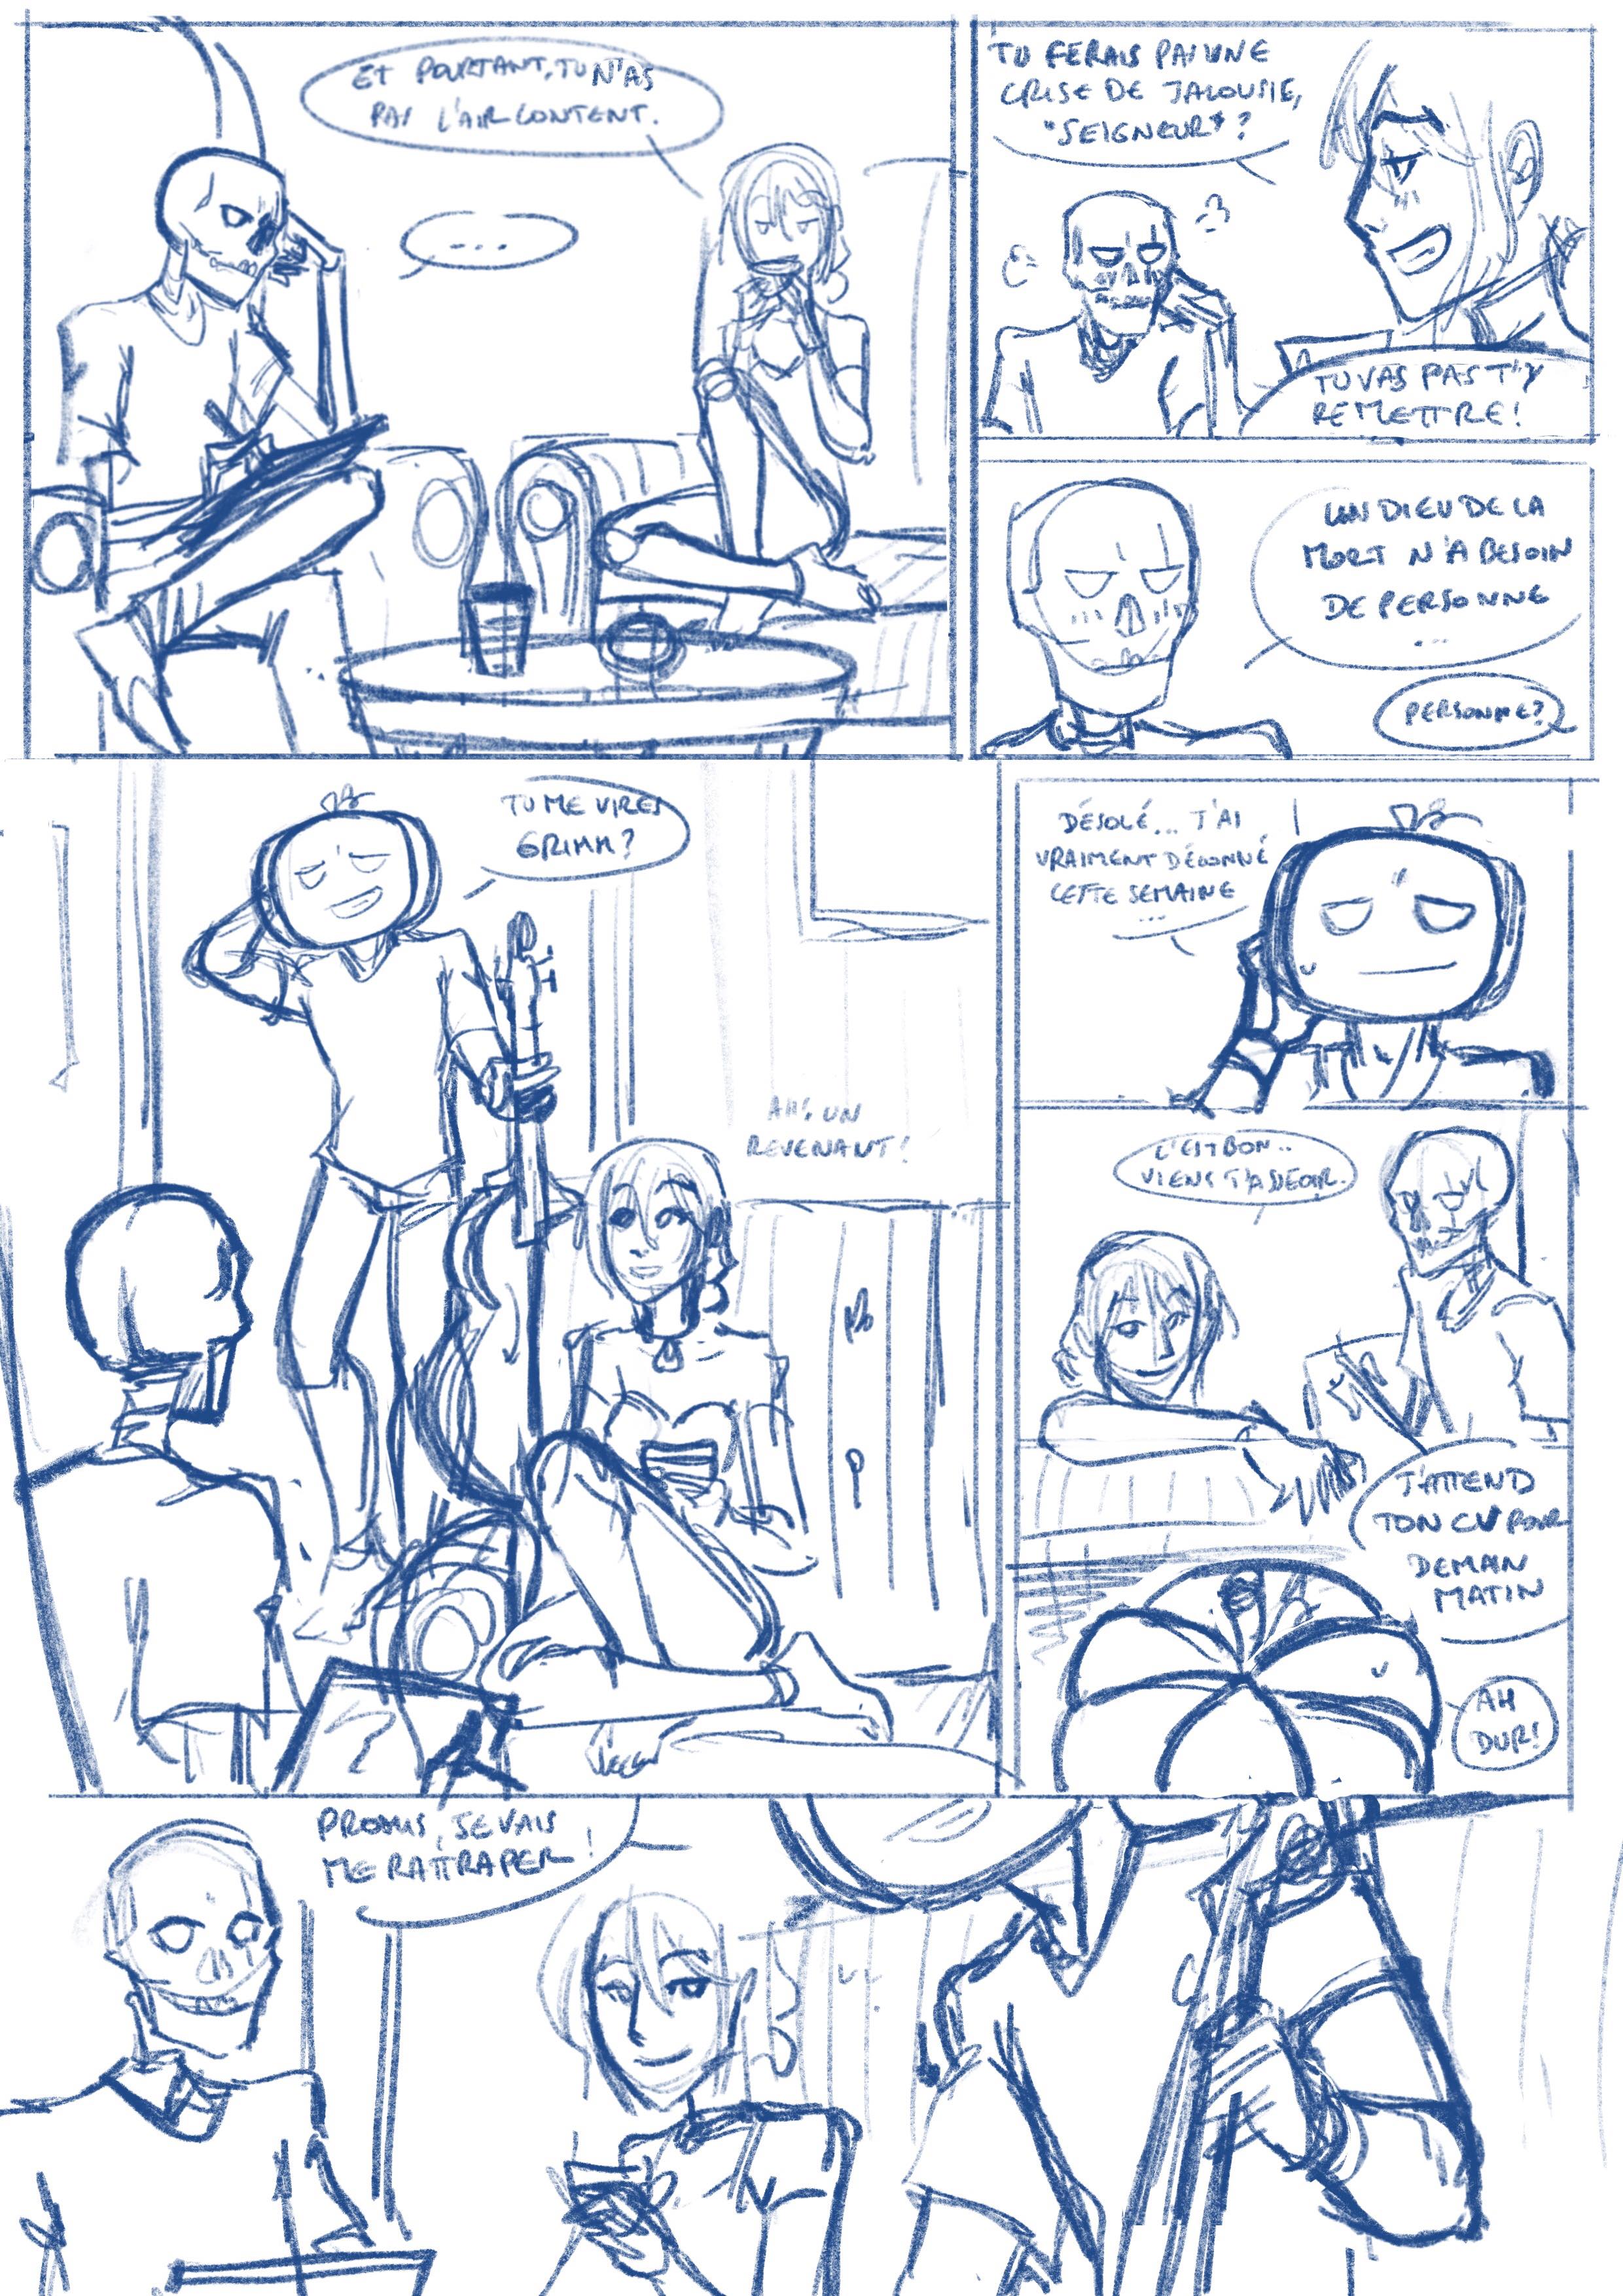 ET POURTANT, TU N'AS
PAS L'AIR CONTENT.
...
TU FERAIS PAS UNE
CRISE DE JALOUSIE,
"SEIGNEUR"?
TU VAS PAS T'Y
REMETTRE!
UN DIEU DE LA
MORT N'A BESOIN
DE PERSONNE
...
PERSONNE?
TU ME VIRES
GRIMM?
AH! UN
REVENANT!
DÉSOLÉ... J'AI
VRAIMENT DÉCONNÉ
CETTE SEMAINE
...
C'EST BON..
VIENS T'ASSEOIR.
J'ATTEND
TON CV POUR
DEMAN
MATIN
AH
DUR!
PROMIS, JE VAIS
ME RATTRAPER!